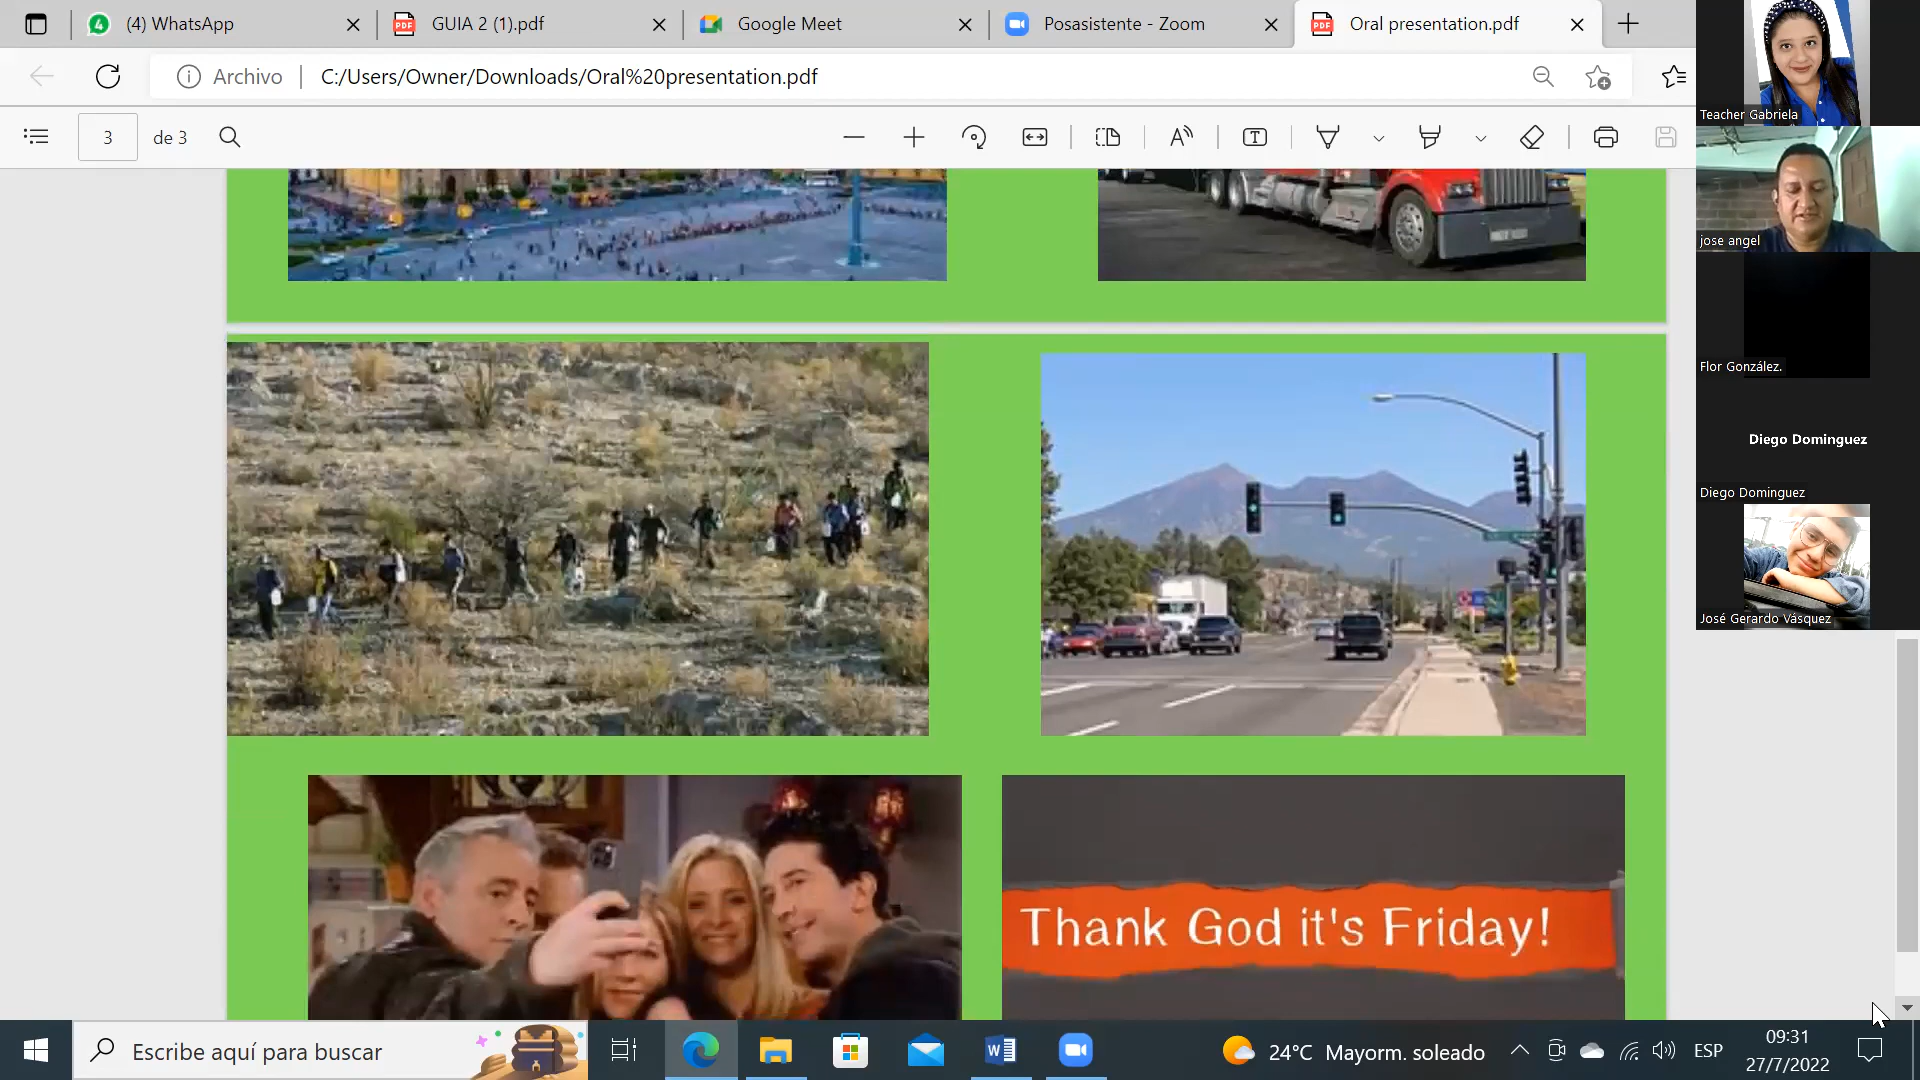 (4) WhatsApp
GUIA 2 (1).pdf
Google Meet
Posasistente - Zoom
Oral presentation.pdf
Archivo
C:/Users/Owner/Downloads/Oral%20presentation.pdf
3
de 3
Teacher Gabriela
jose angel
Flor González.
Diego Dominguez
Diego Dominguez
José Gerardo Vásquez
Thank God it's Friday!
Escribe aquí para buscar
24°C Mayorm. soleado
ESP
09:31
27/7/2022